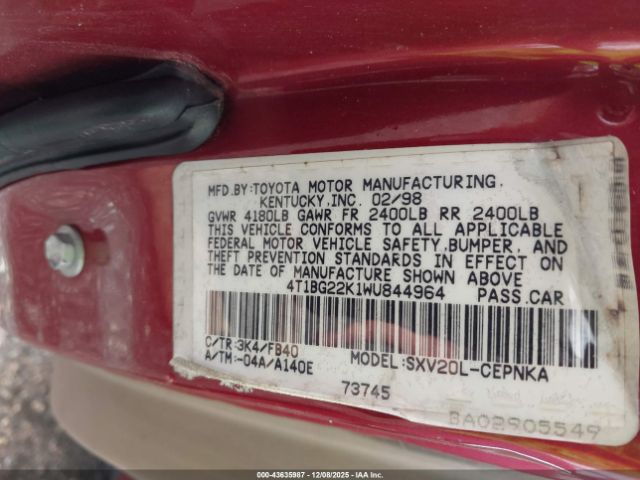 MFD.BY:TOYOTA MOTOR MANUFACTURING,
KENTUCKY,INC. 02/98
GVWR 4180LB GAWR FR 2400LB RR 2400LB
THIS VEHICLE CONFORMS TO ALL APPLICABLE
FEDERAL MOTOR VEHICLE SAFETY,BUMPER, AND
THEFT PREVENTION STANDARDS IN EFFECT ON
THE DATE OF MANUFACTURE SHOWN ABOVE
4T1BG22K1WU844964 PASS.CAR
C/TR:3K4/FB40
A/TM:-04A/A140E MODEL:SXV20L-CEPNKA
73745
BA02905549
00-43635987 12/08/2025 IAAI.COM